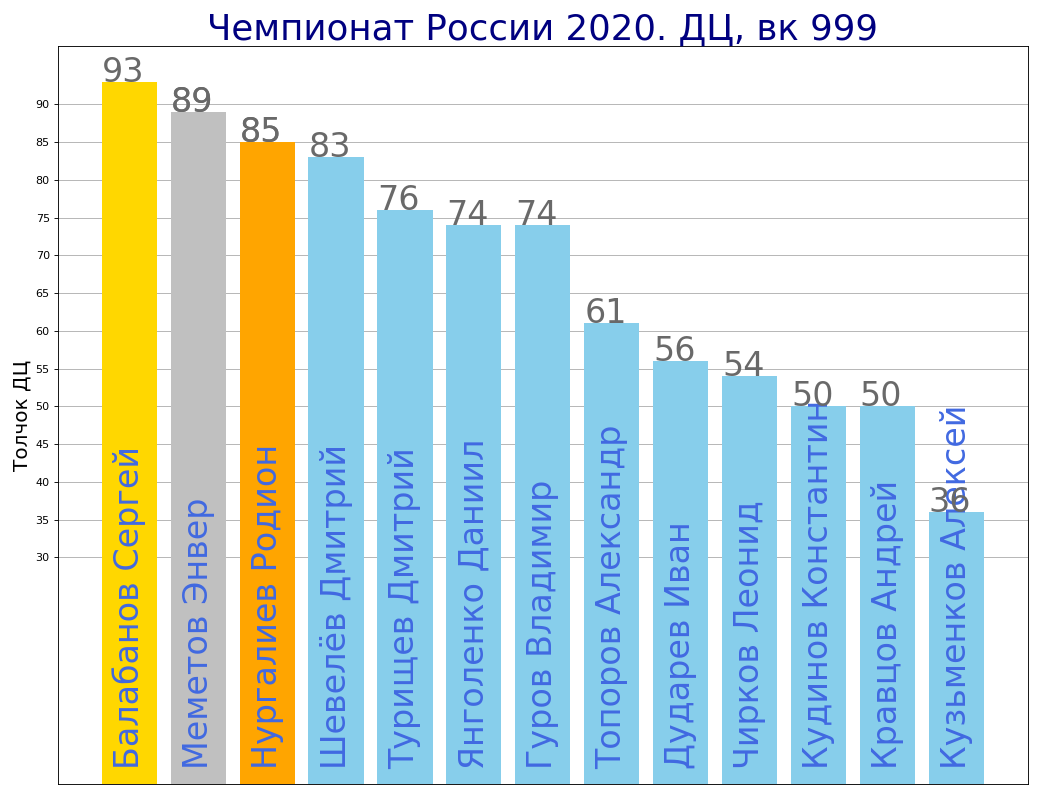 Чемпионат России 2020. ДЦ, вк 999
Толчок ДЦ
90
85
80
75
70
65
60
55
50
45
40
35
30
93
89
85
83
76
74
74
61
56
54
50
50
36
Балабанов Сергей
Меметов Энвер
Нургалиев Родион
Шевелёв Дмитрий
Турищев Дмитрий
Янголенко Даниил
Гуров Владимир
Топоров Александр
Дударев Иван
Чирков Леонид
Кудинов Константин
Кравцов Андрей
Кузьменков Алексей